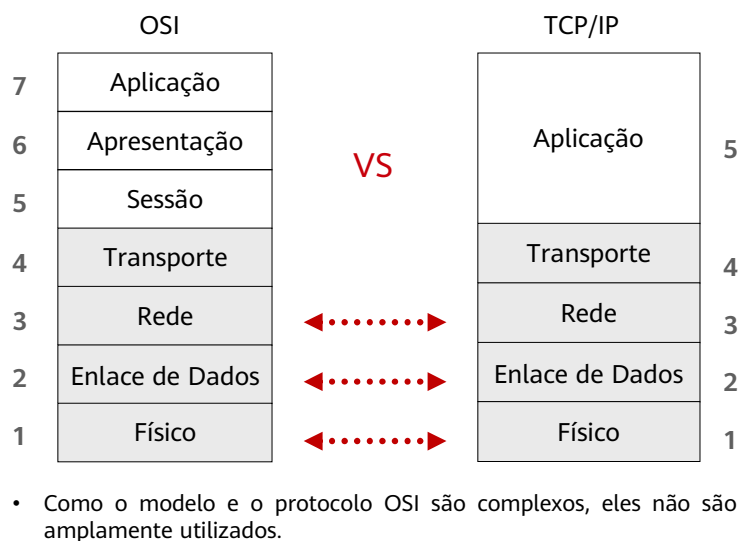 OSI TCP/IP
7 Aplicação
6 Apresentação
5 Sessão
4 Transporte
3 Rede
2 Enlace de Dados
1 Físico
VS
Aplicação 5
Transporte 4
Rede 3
Enlace de Dados 2
Físico 1
• Como o modelo e o protocolo OSI são complexos, eles não são
amplamente utilizados.